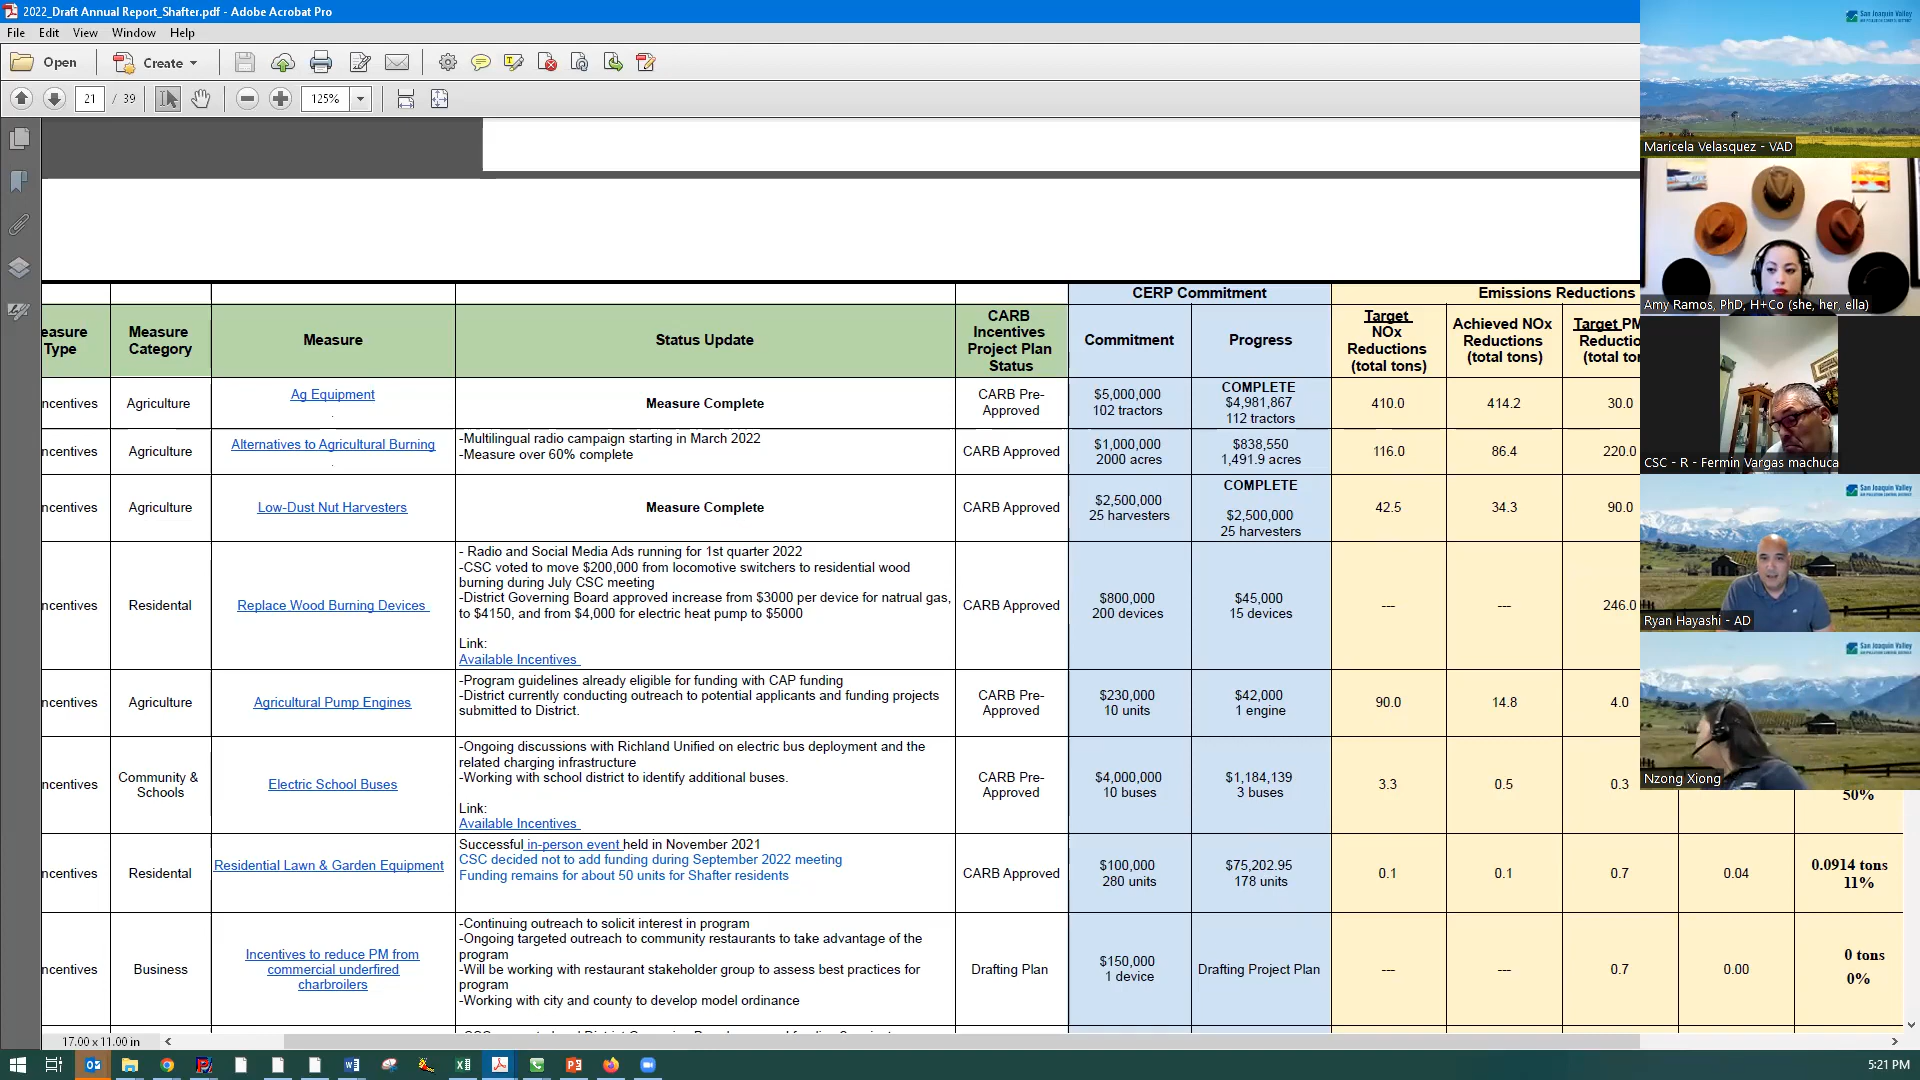 2022_Draft Annual Report_Shafter.pdf - Adobe Acrobat Pro
File Edit View Window Help
Open Create
21 / 39 125%
CERP Commitment Emissions Reductions
easure Type
Measure Category
Measure
Status Update
CARB Incentives Project Plan Status
Commitment
Progress
Target NOx Reductions (total tons)
Achieved NOx Reductions (total tons)
ncentives
Agriculture
Ag Equipment
Measure Complete
CARB Pre-
Approved
$5,000,000
102 tractors
COMPLETE
$4,981,867
112 tractors
410.0
414.2
30.0
ncentives
Agriculture
Alternatives to Agricultural Burning
-Multilingual radio campaign starting in March 2022
-Measure over 60% complete
CARB Approved
$1,000,000
2000 acres
$838,550
1,491.9 acres
116.0
86.4
220.0
ncentives
Agriculture
Low-Dust Nut Harvesters
Measure Complete
CARB Approved
$2,500,000
25 harvesters
COMPLETE
$2,500,000
25 harvesters
42.5
34.3
90.0
ncentives
Residental
Replace Wood Burning Devices
- Radio and Social Media Ads running for 1st quarter 2022
-CSC voted to move $200,000 from locomotive switchers to residential wood
burning during July CSC meeting
-District Governing Board approved increase from $3000 per device for natrual gas,
to $4150, and from $4,000 for electric heat pump to $5000
Link:
Available Incentives
CARB Approved
$800,000
200 devices
$45,000
15 devices
---
---
246.0
ncentives
Agriculture
Agricultural Pump Engines
-Program guidelines already eligible for funding with CAP funding
-District currently conducting outreach to potential applicants and funding projects
submitted to District.
CARB Pre-
Approved
$230,000
10 units
$42,000
1 engine
90.0
14.8
4.0
ncentives
Community &
Schools
Electric School Buses
-Ongoing discussions with Richland Unified on electric bus deployment and the
related charging infrastructure
-Working with school district to identify additional buses.
Link:
Available Incentives
CARB Pre-
Approved
$4,000,000
10 buses
$1,184,139
3 buses
3.3
0.5
0.3
50%
ncentives
Residental
Residential Lawn & Garden Equipment
Successful in-person event held in November 2021
CSC decided not to add funding during September 2022 meeting
Funding remains for about 50 units for Shafter residents
CARB Approved
$100,000
280 units
$75,202.95
178 units
0.1
0.1
0.7
0.04
0.0914 tons
11%
ncentives
Business
Incentives to reduce PM from
commercial underfired
charbroilers
-Continuing outreach to solicit interest in program
-Ongoing targeted outreach to community restaurants to take advantage of the
program
-Will be working with restaurant stakeholder group to assess best practices for
program
-Working with city and county to develop model ordinance
Drafting Plan
$150,000
1 device
Drafting Project Plan
---
---
0.7
0.00
0 tons
0%
17.00 x 11.00 in
5:21 PM
San Joaquin Valley
Maricela Velasquez - VAD
Amy Ramos, PhD, H+Co (she, her, ella)
CSC - R - Fermin Vargas machuca
San Joaquin Valley
Ryan Hayashi - AD
San Joaquin Valley
Nzong Xiong